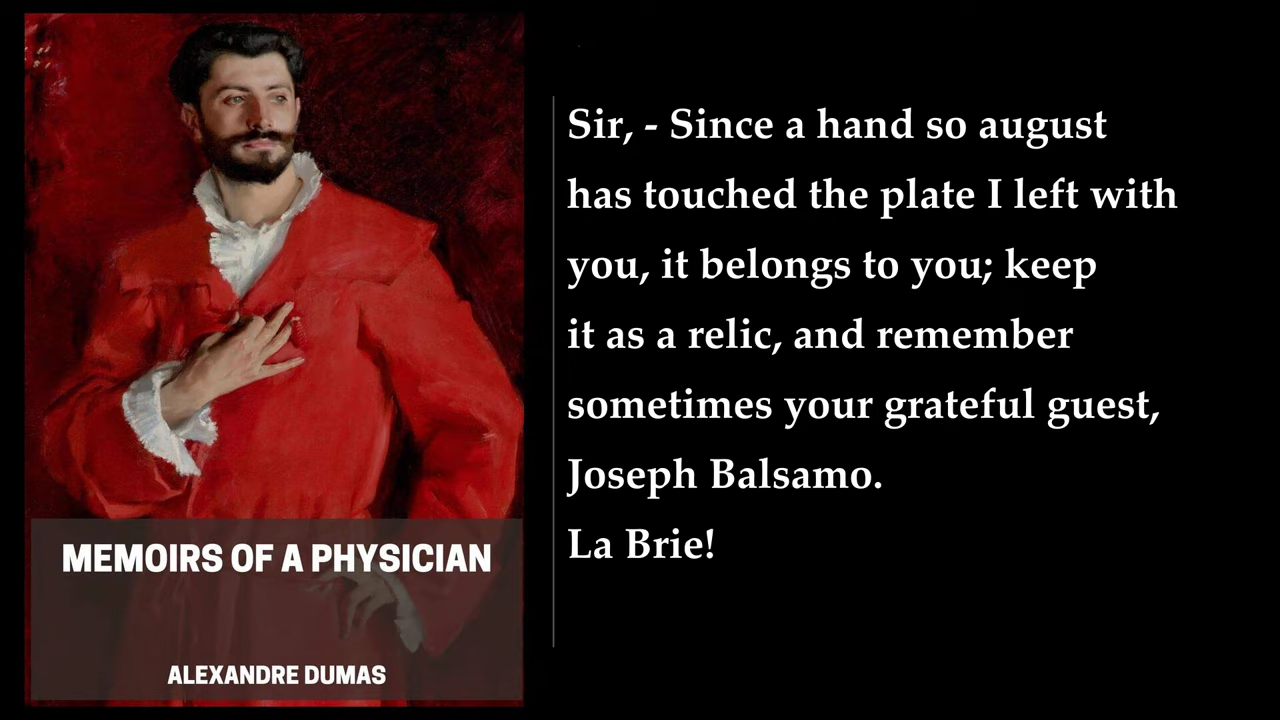 MEMOIRS OF A PHYSICIAN
ALEXANDRE DUMAS
Sir, - Since a hand so august
has touched the plate I left with
you, it belongs to you; keep
it as a relic, and remember
sometimes your grateful guest,
Joseph Balsamo.
La Brie!